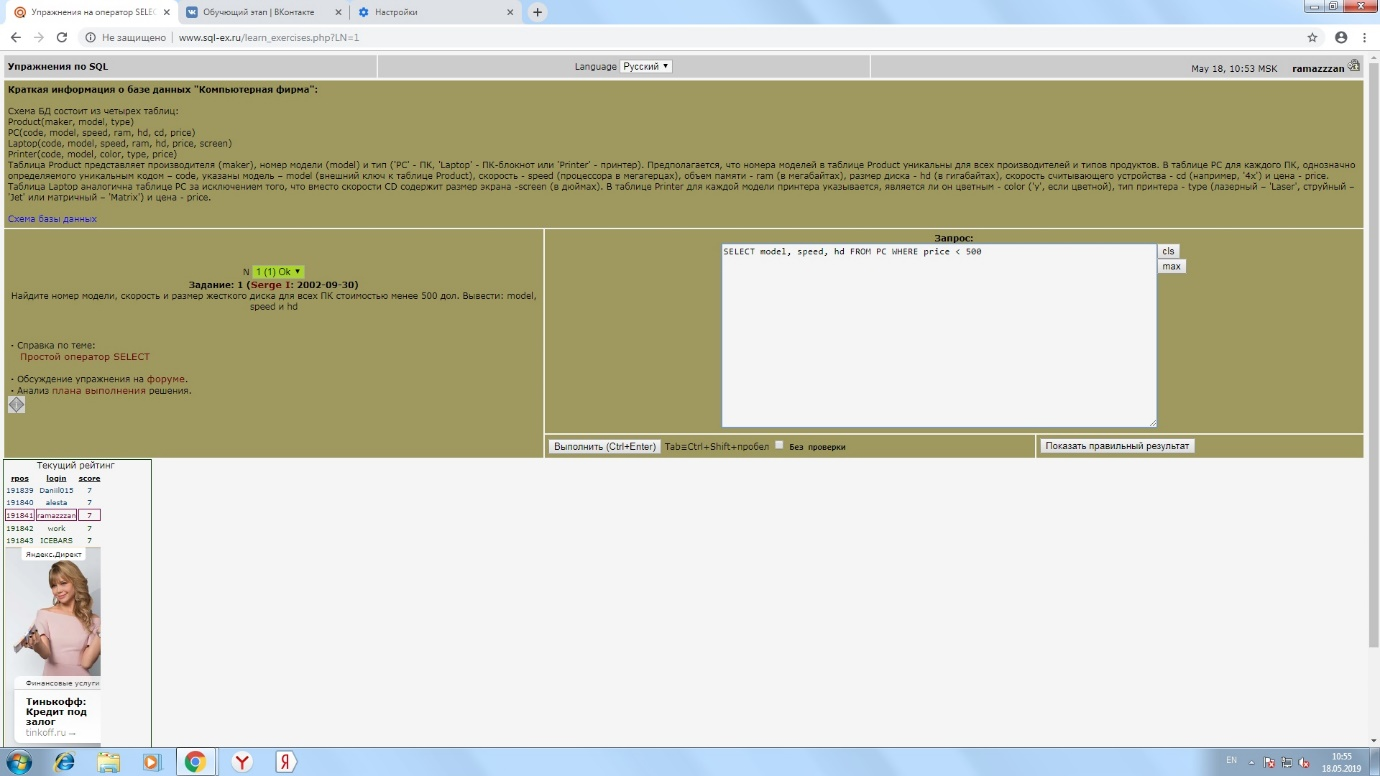 Упражнения на оператор SELEC
Обучающий этап | ВКонтакте
Настройки
Не защищено | www.sql-ex.ru/learn_exercises.php?LN=1
Упражнения по SQL
Language Русский
May 18, 10:53 MSK ramazzzan
Краткая информация о базе данных "Компьютерная фирма":
Схема БД состоит из четырех таблиц:
Product(maker, model, type)
PC(code, model, speed, ram, hd, cd, price)
Laptop(code, model, speed, ram, hd, price, screen)
Printer(code, model, color, type, price)
Таблица Product представляет производителя (maker), номер модели (model) и тип ('PC' - ПК, 'Laptop' - ПК-блокнот или 'Printer' - принтер). Предполагается, что номера моделей в таблице Product уникальны для всех производителей и типов продуктов. В таблице PC для каждого ПК, однозначно
определяемого уникальным кодом – code, указаны модель – model (внешний ключ к таблице Product), скорость - speed (процессора в мегагерцах), объем памяти - ram (в мегабайтах), размер диска - hd (в гигабайтах), скорость считывающего устройства - cd (например, '4x') и цена - price.
Таблица Laptop аналогична таблице PC за исключением того, что вместо скорости CD содержит размер экрана -screen (в дюймах). В таблице Printer для каждой модели принтера указывается, является ли он цветным - color ('y', если цветной), тип принтера - type (лазерный – 'Laser', струйный –
'Jet' или матричный – 'Matrix') и цена - price.
Схема базы данных
N 1 (1) Ok
Задание: 1 (Serge I: 2002-09-30)
Найдите номер модели, скорость и размер жесткого диска для всех ПК стоимостью менее 500 дол. Вывести: model,
speed и hd
· Справка по теме:
Простой оператор SELECT
· Обсуждение упражнения на форуме.
· Анализ плана выполнения решения.
Запрос:
SELECT model, speed, hd FROM PC WHERE price < 500
cls
max
Выполнить (Ctrl+Enter) Tab≡Ctrl+Shift+пробел Без проверки
Показать правильный результат
Текущий рейтинг
rpos login score
191839 Daniil015 7
191840 alesta 7
191841 ramazzzan 7
191842 work 7
191843 ICEBARS 7
Яндекс.Директ
Финансовые услуги
Тинькофф:
Кредит под
залог
tinkoff.ru →
EN
10:55
18.05.2019